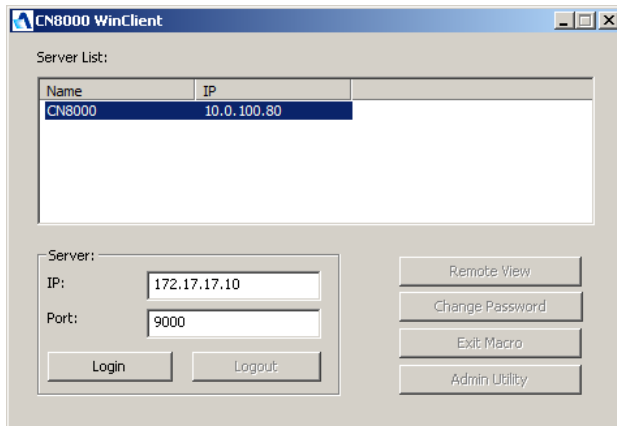 CN8000 WinClient
Server List:
Name IP
CN8000 10.0.100.80
Server:
IP: 172.17.17.10
Port: 9000
Login Logout
Remote View
Change Password
Exit Macro
Admin Utility